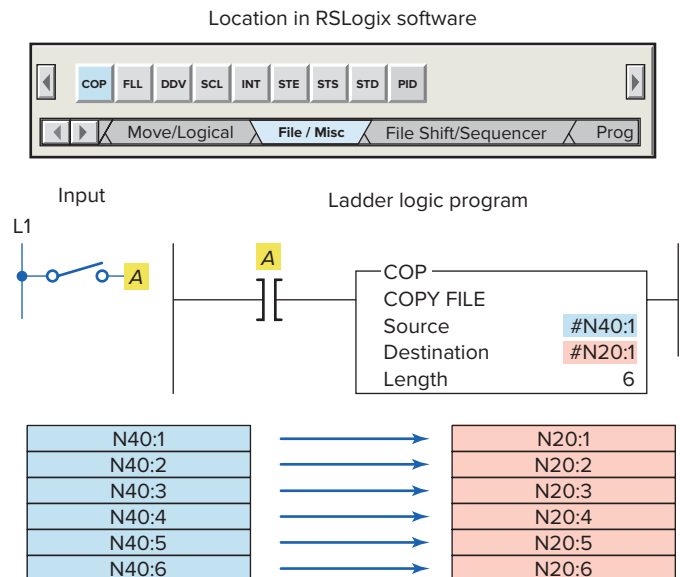 Location in RSLogix software
COP FLL DDV SCL INT STE STS STD PID
Move/Logical File / Misc File Shift/Sequencer Prog
Input
Ladder logic program
L1
A
A
COP
COPY FILE
Source #N40:1
Destination #N20:1
Length 6
N40:1 N20:1
N40:2 N20:2
N40:3 N20:3
N40:4 N20:4
N40:5 N20:5
N40:6 N20:6